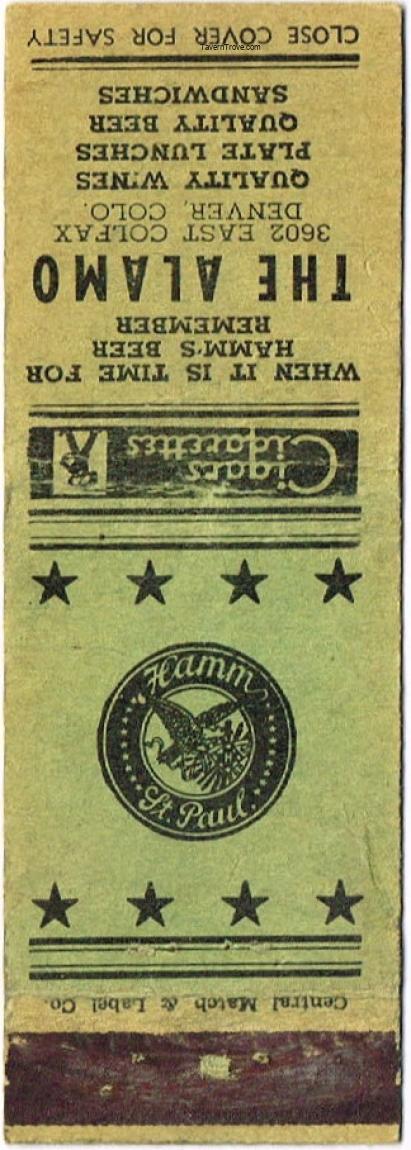 CLOSE COVER FOR SAFETY
TavernTrove.com
WHEN IT IS TIME FOR
HAMM'S BEER
REMEMBER
THE ALAMO
3602 EAST COLFAX
DENVER, COLO.
QUALITY WINES
PLATE LUNCHES
QUALITY BEER
SANDWICHES
Cigars
Cigarettes
Hamm
St. Paul.
Central Match & Label Co.